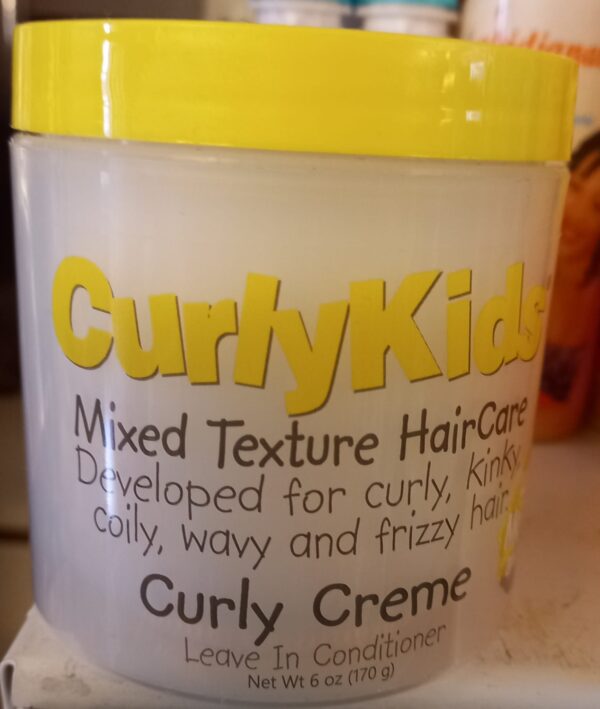 CurlyKids
Mixed Texture HairCare
Developed for curly, kinky,
coily, wavy and frizzy hair.
Curly Creme
Leave In Conditioner
Net Wt 6 oz (170 g)